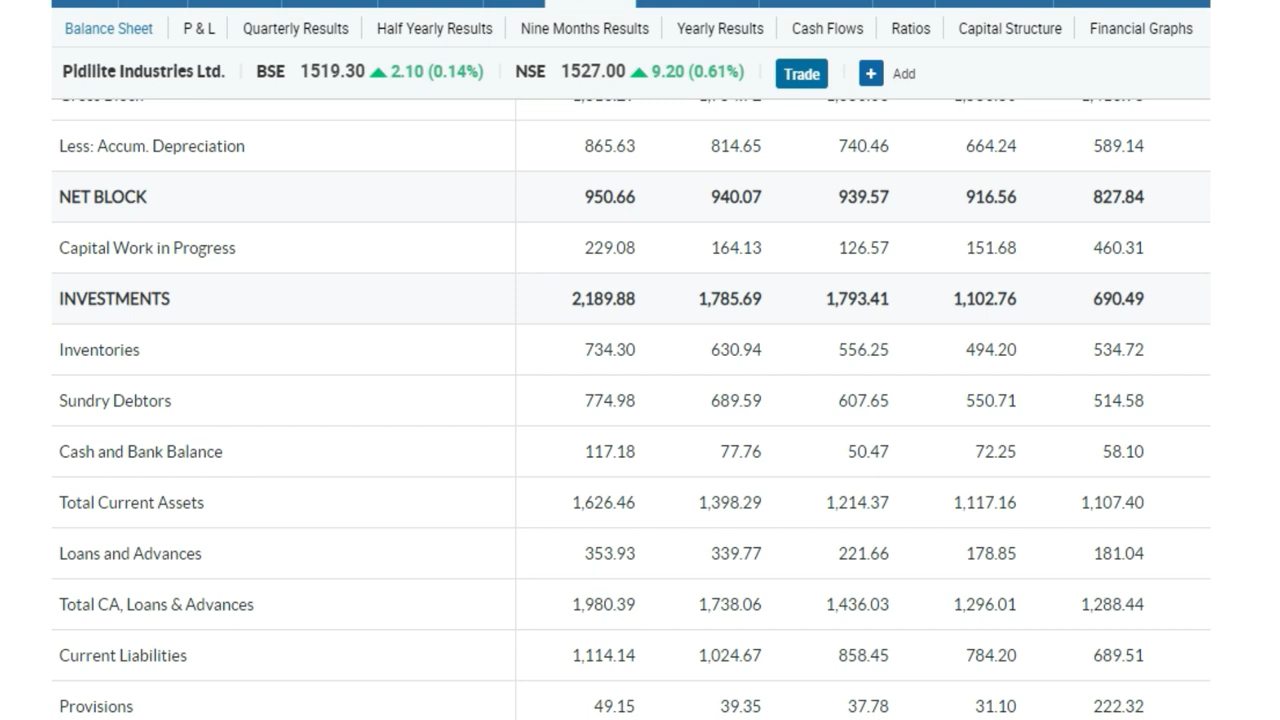 Balance Sheet P & L Quarterly Results Half Yearly Results Nine Months Results Yearly Results Cash Flows Ratios Capital Structure Financial Graphs
Pidilite Industries Ltd. BSE 1519.30 2.10 (0.14%) NSE 1527.00 9.20 (0.61%) Trade + Add
Less: Accum. Depreciation 865.63 814.65 740.46 664.24 589.14
NET BLOCK 950.66 940.07 939.57 916.56 827.84
Capital Work in Progress 229.08 164.13 126.57 151.68 460.31
INVESTMENTS 2,189.88 1,785.69 1,793.41 1,102.76 690.49
Inventories 734.30 630.94 556.25 494.20 534.72
Sundry Debtors 774.98 689.59 607.65 550.71 514.58
Cash and Bank Balance 117.18 77.76 50.47 72.25 58.10
Total Current Assets 1,626.46 1,398.29 1,214.37 1,117.16 1,107.40
Loans and Advances 353.93 339.77 221.66 178.85 181.04
Total CA, Loans & Advances 1,980.39 1,738.06 1,436.03 1,296.01 1,288.44
Current Liabilities 1,114.14 1,024.67 858.45 784.20 689.51
Provisions 49.15 39.35 37.78 31.10 222.32